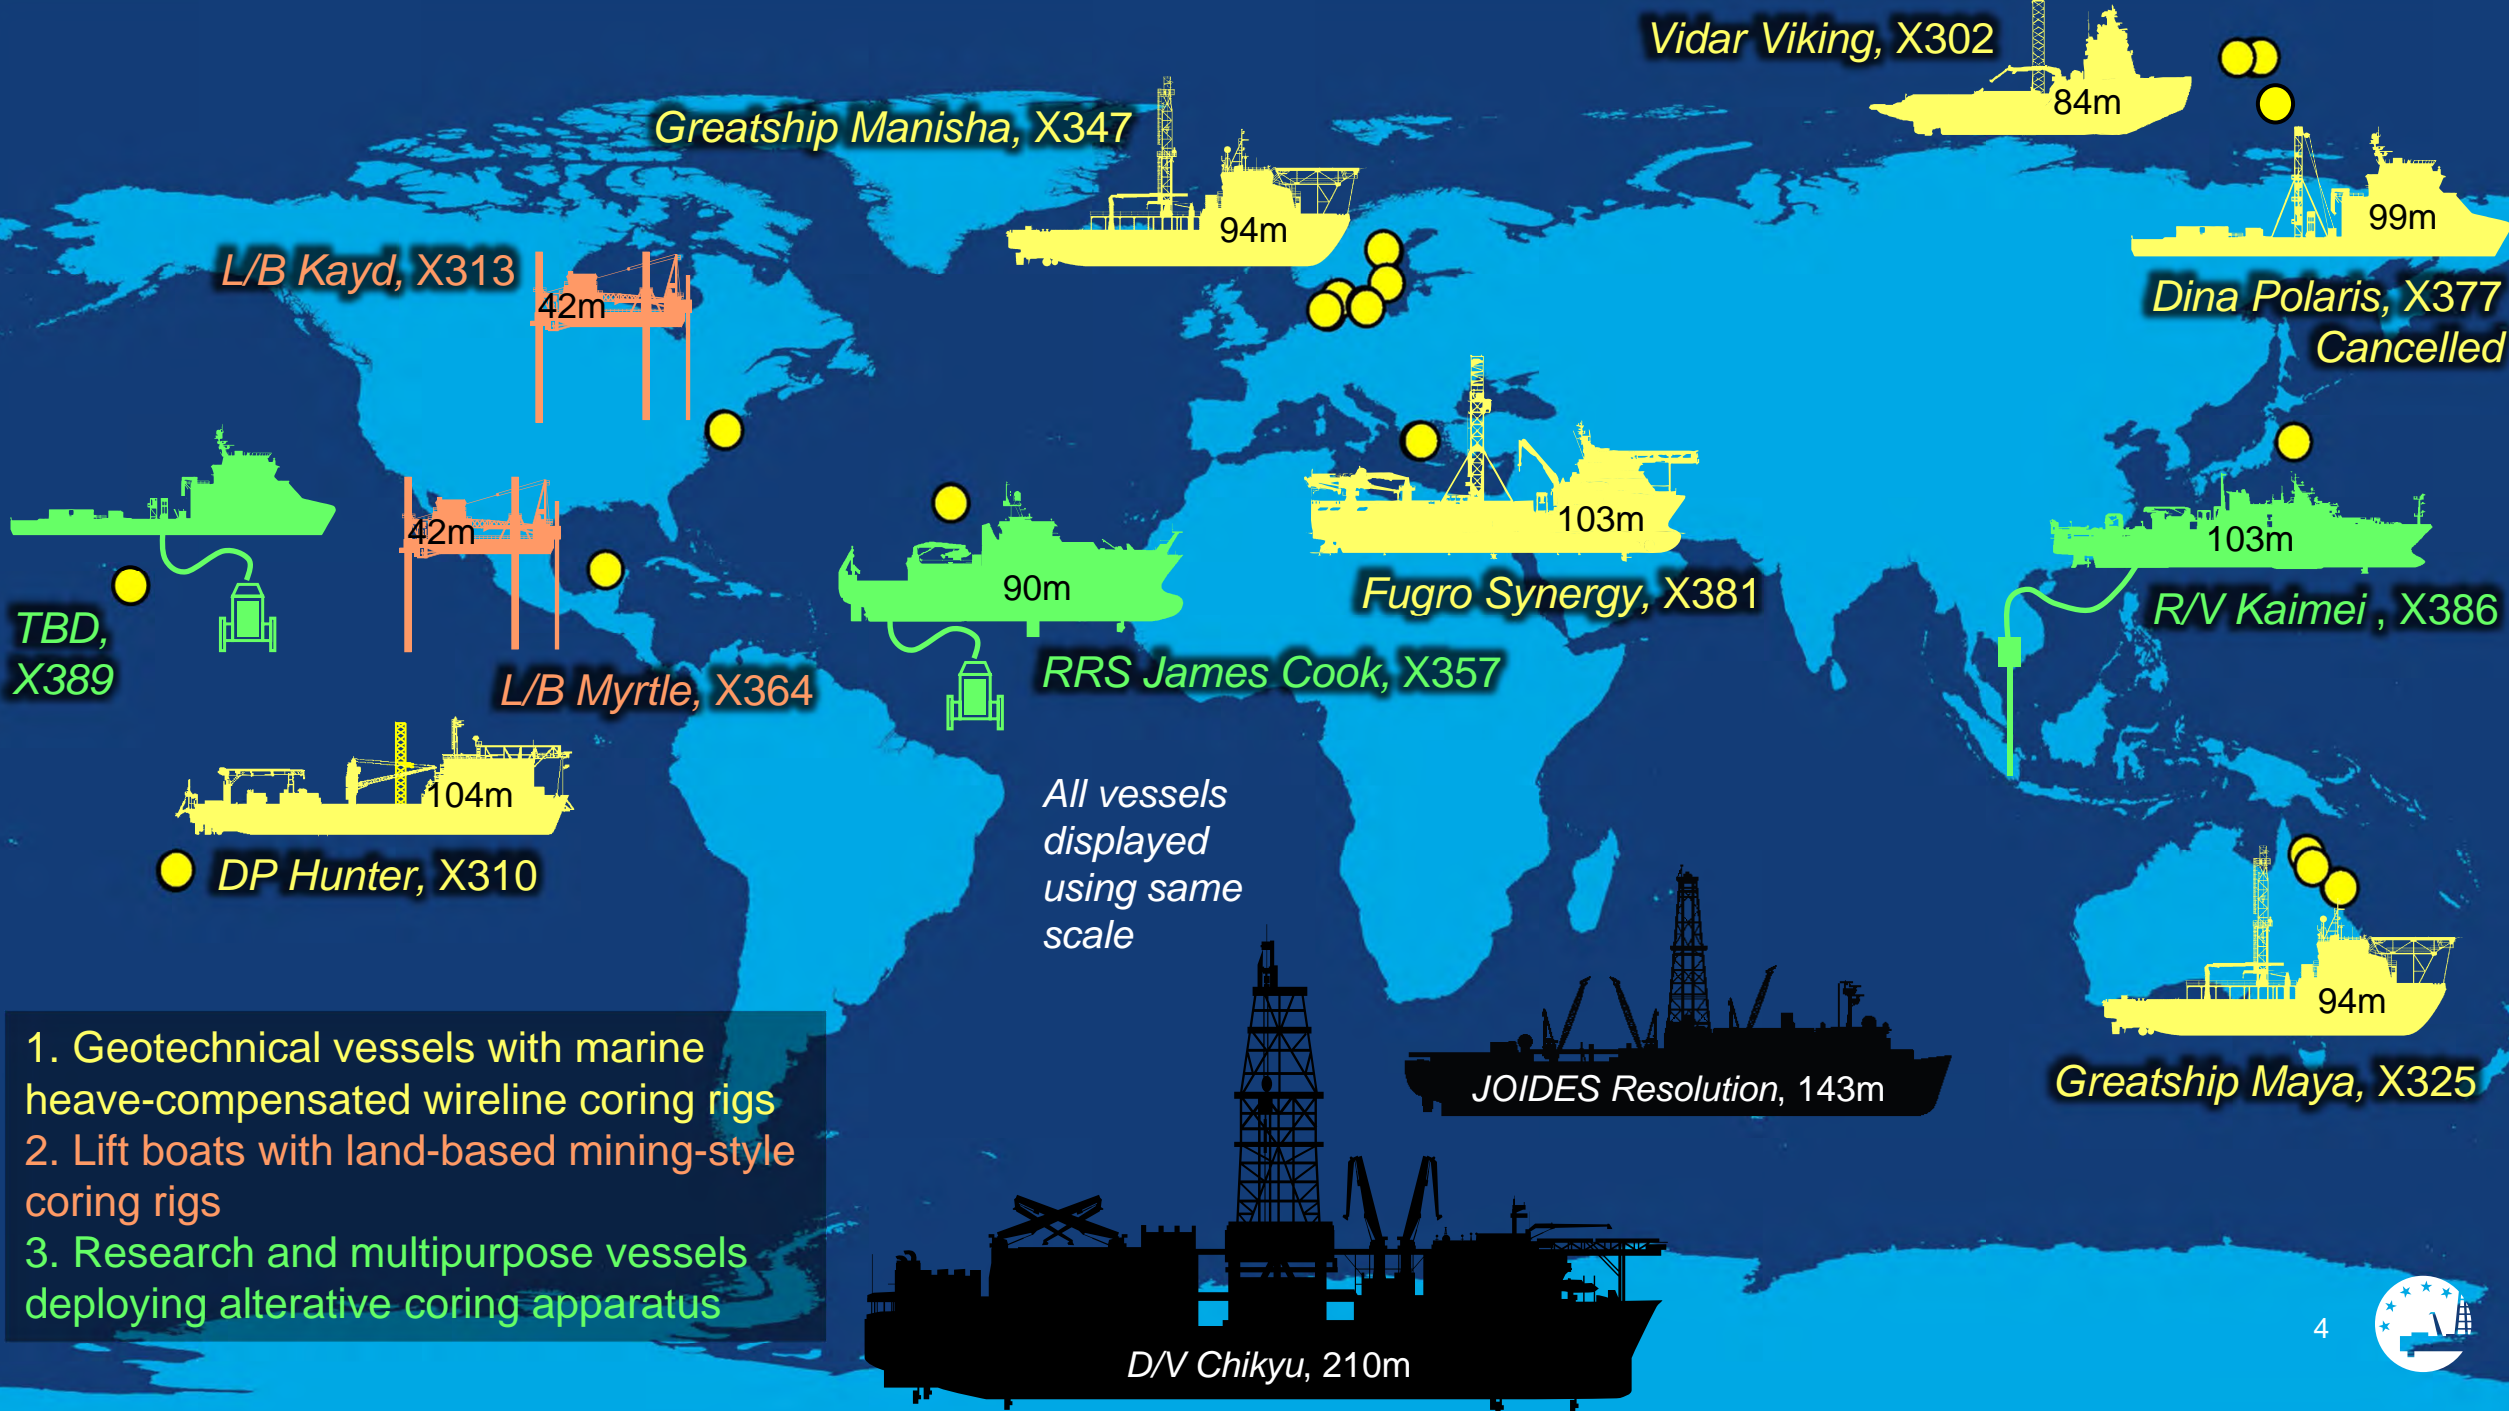 Vidar Viking, X302
84m
Greatship Manisha, X347
94m
99m
Dina Polaris, X377
Cancelled
L/B Kayd, X313
42m
42m
103m
103m
TBD,
X389
90m
Fugro Synergy, X381
R/V Kaimei , X386
L/B Myrtle, X364
RRS James Cook, X357
104m
DP Hunter, X310
All vessels
displayed
using same
scale
94m
Greatship Maya, X325
JOIDES Resolution, 143m
1. Geotechnical vessels with marine
heave-compensated wireline coring rigs
2. Lift boats with land-based mining-style
coring rigs
3. Research and multipurpose vessels
deploying alterative coring apparatus
D/V Chikyu, 210m
4